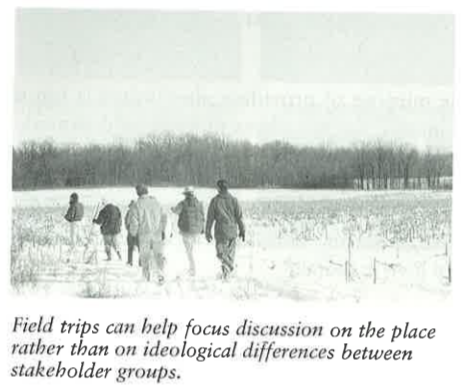 Field trips can help focus discussion on the place
rather than on ideological differences between
stakeholder groups.